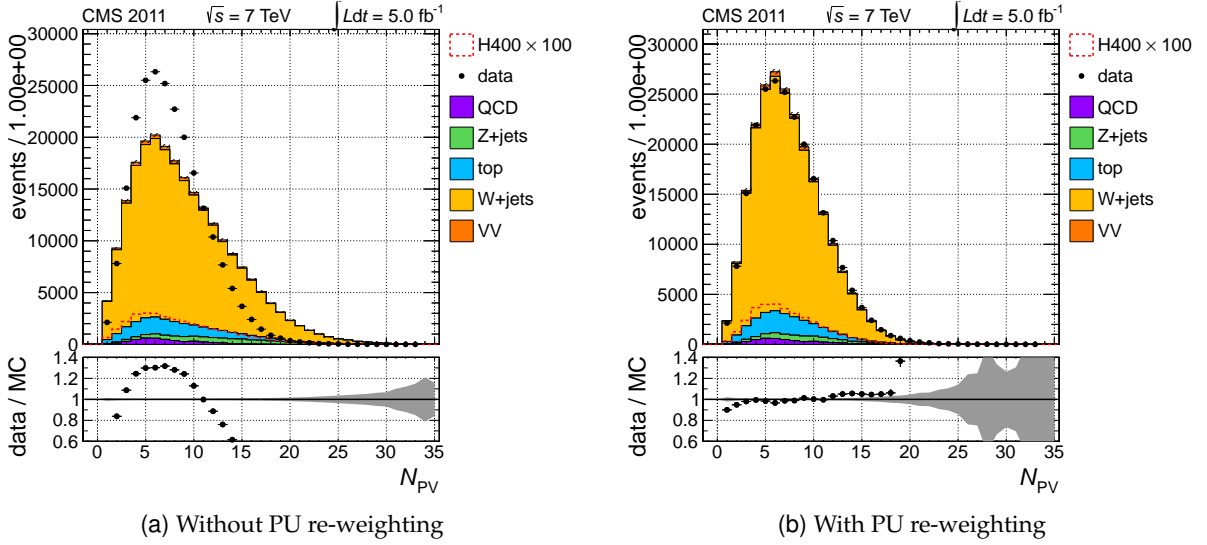 CMS 2011 √s = 7 TeV ∫Ldt = 5.0 fb⁻¹
events / 1.00e+00
30000
25000
20000
15000
10000
5000
0
H400 × 100
data
QCD
Z+jets
top
W+jets
VV
data / MC
1.4
1.2
1
0.8
0.6
0 5 10 15 20 25 30 35
N_PV
(a) Without PU re-weighting
CMS 2011 √s = 7 TeV ∫Ldt = 5.0 fb⁻¹
events / 1.00e+00
30000
25000
20000
15000
10000
5000
0
H400 × 100
data
QCD
Z+jets
top
W+jets
VV
data / MC
1.4
1.2
1
0.8
0.6
0 5 10 15 20 25 30 35
N_PV
(b) With PU re-weighting